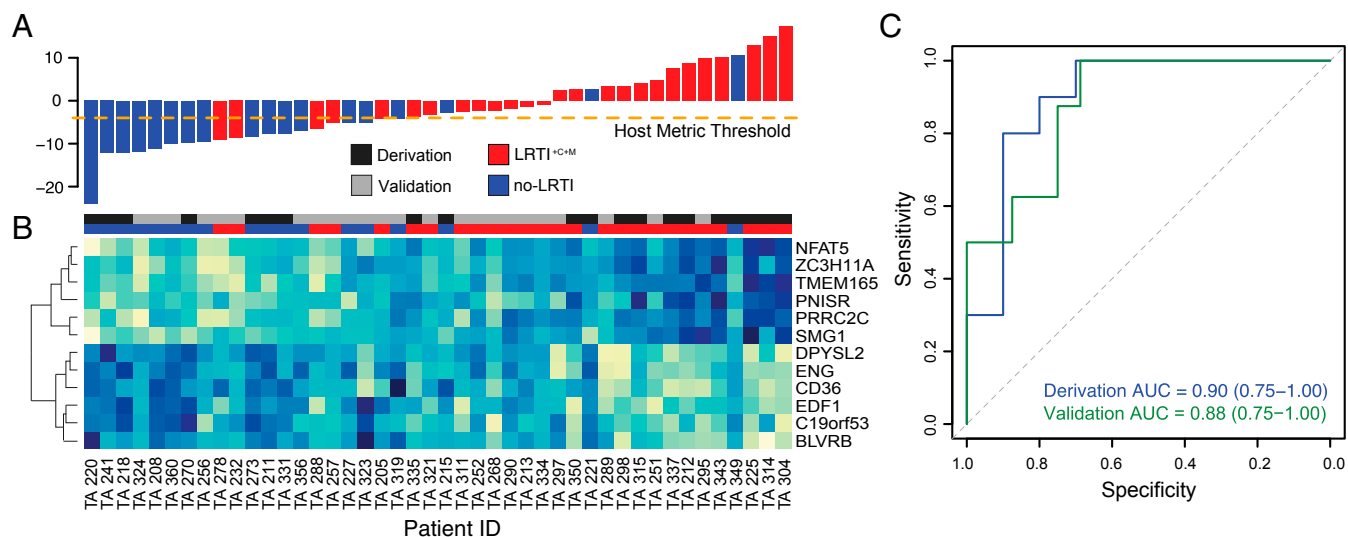 A
10
0
−10
−20
Host Metric Threshold
Derivation
LRTI+C+M
Validation
no-LRTI
B
NFAT5
ZC3H11A
TMEM165
PNISR
PRRC2C
SMG1
DPYSL2
ENG
CD36
EDF1
C19orf53
BLVRB
TA 220
TA 241
TA 218
TA 324
TA 208
TA 360
TA 270
TA 256
TA 278
TA 232
TA 273
TA 211
TA 331
TA 356
TA 288
TA 257
TA 227
TA 323
TA 205
TA 319
TA 335
TA 321
TA 215
TA 311
TA 252
TA 268
TA 290
TA 213
TA 334
TA 297
TA 350
TA 221
TA 289
TA 298
TA 315
TA 251
TA 337
TA 212
TA 295
TA 343
TA 349
TA 225
TA 314
TA 304
Patient ID
C
1.0
0.8
0.6
0.4
0.2
0.0
Sensitivity
Derivation AUC = 0.90 (0.75−1.00)
Validation AUC = 0.88 (0.75−1.00)
1.0 0.8 0.6 0.4 0.2 0.0
Specificity